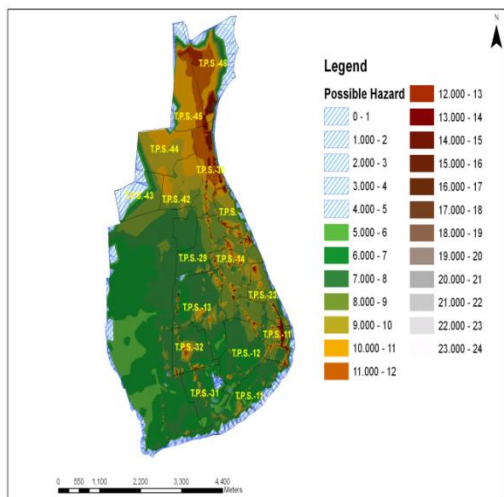 N
Legend
Possible Hazard
0 - 1
1.000 - 2
2.000 - 3
3.000 - 4
4.000 - 5
5.000 - 6
6.000 - 7
7.000 - 8
8.000 - 9
9.000 - 10
10.000 - 11
11.000 - 12
12.000 - 13
13.000 - 14
14.000 - 15
15.000 - 16
16.000 - 17
17.000 - 18
18.000 - 19
19.000 - 20
20.000 - 21
21.000 - 22
22.000 - 23
23.000 - 24
T.P.S.-46
T.P.S.-45
T.P.S.-44
T.P.S.-43
T.P.S.-42
T.P.S.
T.P.S.-29
T.P.S.-14
T.P.S.-23
T.P.S.-13
T.P.S.-11
T.P.S.-32
T.P.S.-12
T.P.S.-31
T.P.S.-11
0 550 1,100 2,200 3,300 4,400
Meters